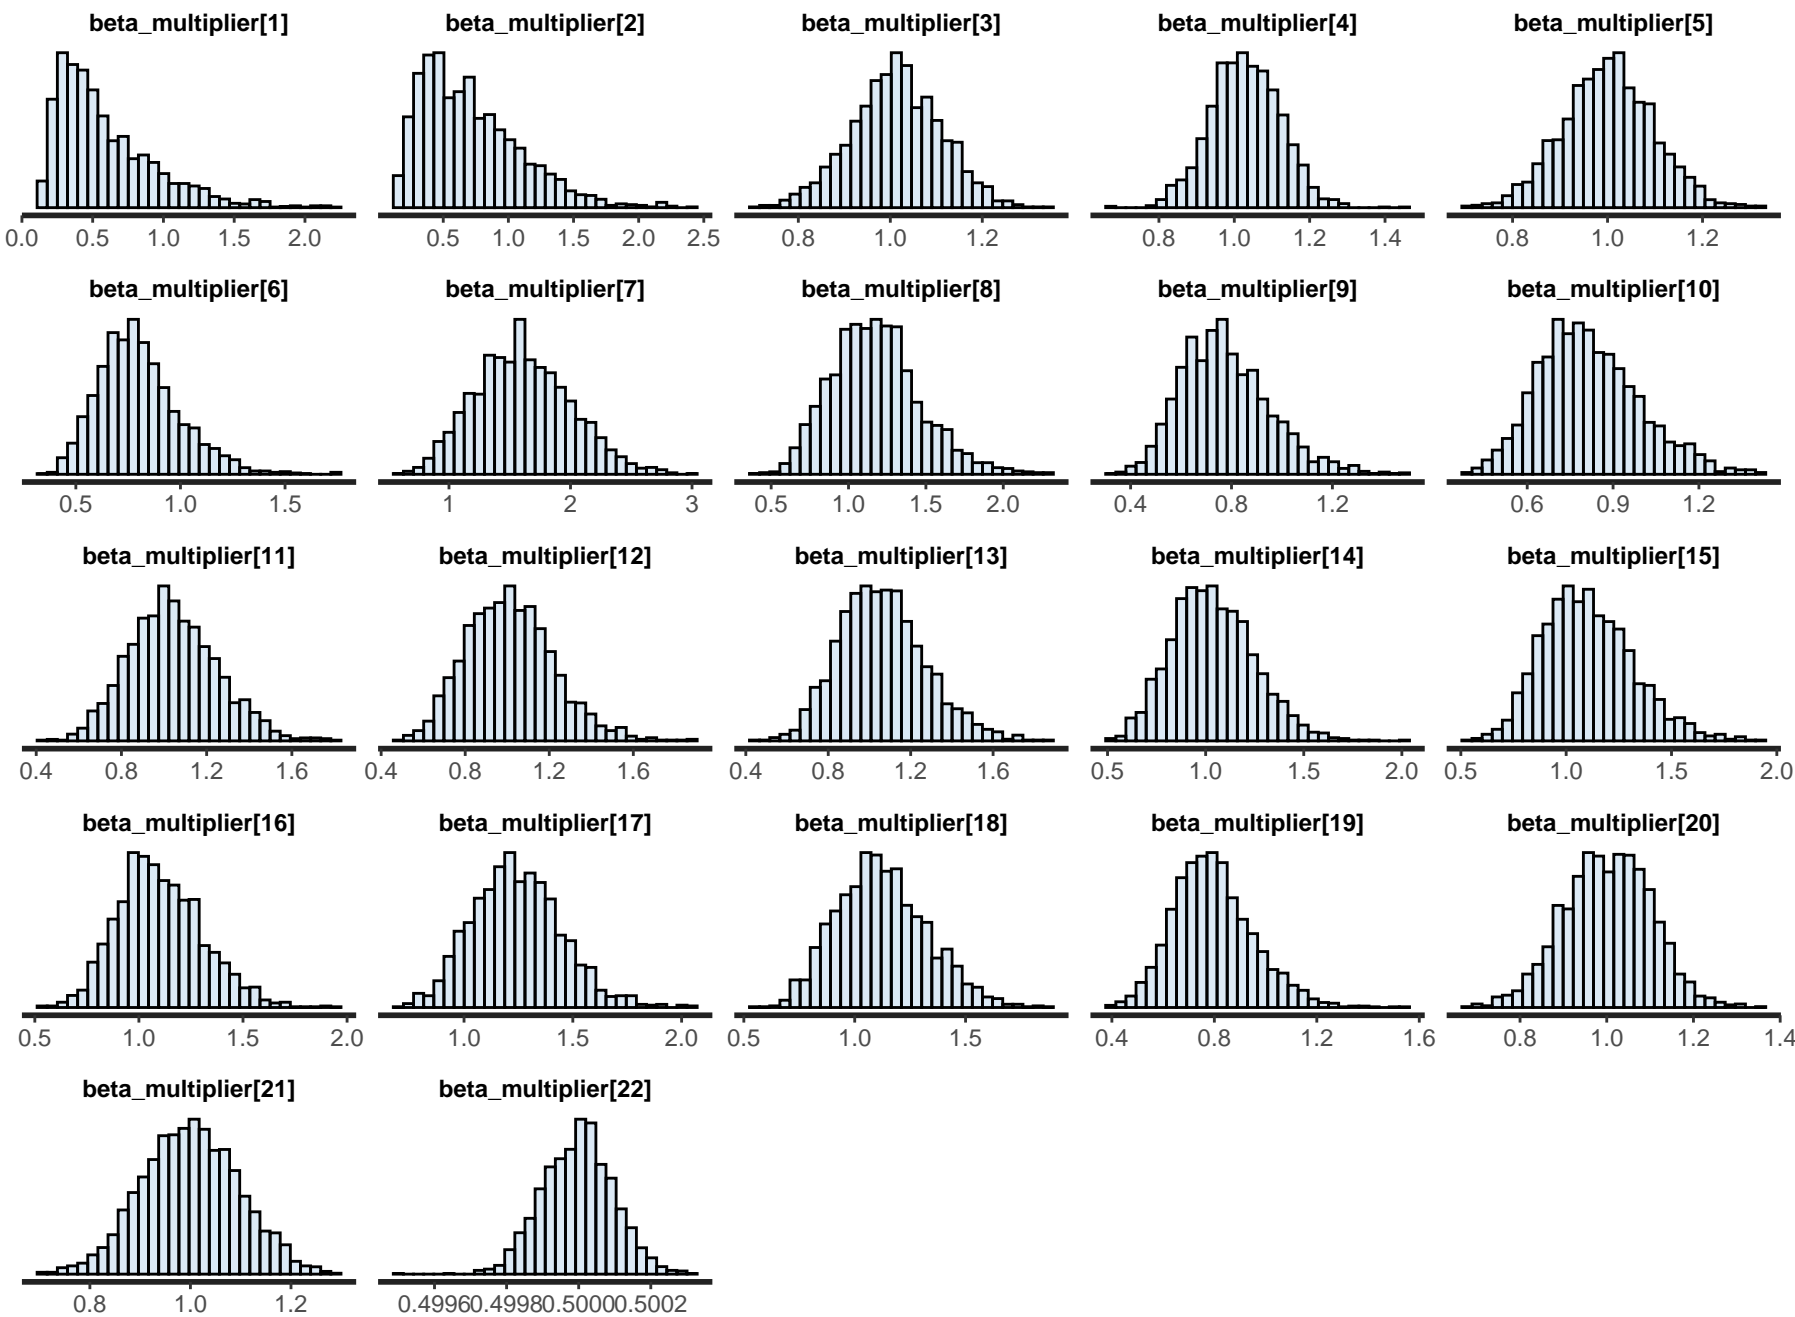 beta_multiplier[1] beta_multiplier[2] beta_multiplier[3] beta_multiplier[4] beta_multiplier[5]
0.0 0.5 1.0 1.5 2.0 0.5 1.0 1.5 2.0 2.5 0.8 1.0 1.2 0.8 1.0 1.2 1.4 0.8 1.0 1.2
beta_multiplier[6] beta_multiplier[7] beta_multiplier[8] beta_multiplier[9] beta_multiplier[10]
0.5 1.0 1.5 1 2 3 0.5 1.0 1.5 2.0 0.4 0.8 1.2 0.6 0.9 1.2
beta_multiplier[11] beta_multiplier[12] beta_multiplier[13] beta_multiplier[14] beta_multiplier[15]
0.4 0.8 1.2 1.6 0.4 0.8 1.2 1.6 0.4 0.8 1.2 1.6 0.5 1.0 1.5 2.0 0.5 1.0 1.5 2.0
beta_multiplier[16] beta_multiplier[17] beta_multiplier[18] beta_multiplier[19] beta_multiplier[20]
0.5 1.0 1.5 2.0 1.0 1.5 2.0 0.5 1.0 1.5 0.4 0.8 1.2 1.6 0.8 1.0 1.2 1.4
beta_multiplier[21] beta_multiplier[22]
0.8 1.0 1.2 0.4996 0.4998 0.5000 0.5002